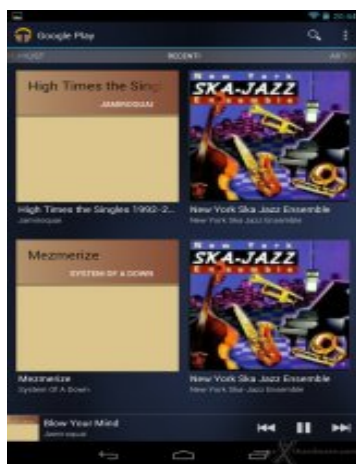 Google Play
RECENTI
High Times the Sing
JAMIROQUAI
New York
SKA-JAZZ
Ensemble
High Times the Singles 1992-2...
Jamiroquai
New York Ska Jazz Ensemble
New York Ska Jazz Ensemble
Mezmerize
SYSTEM OF A DOWN
New York
SKA-JAZZ
Ensemble
Mezmerize
System Of A Down
New York Ska Jazz Ensemble
New York Ska Jazz Ensemble
Blow Your Mind
Jamiroquai